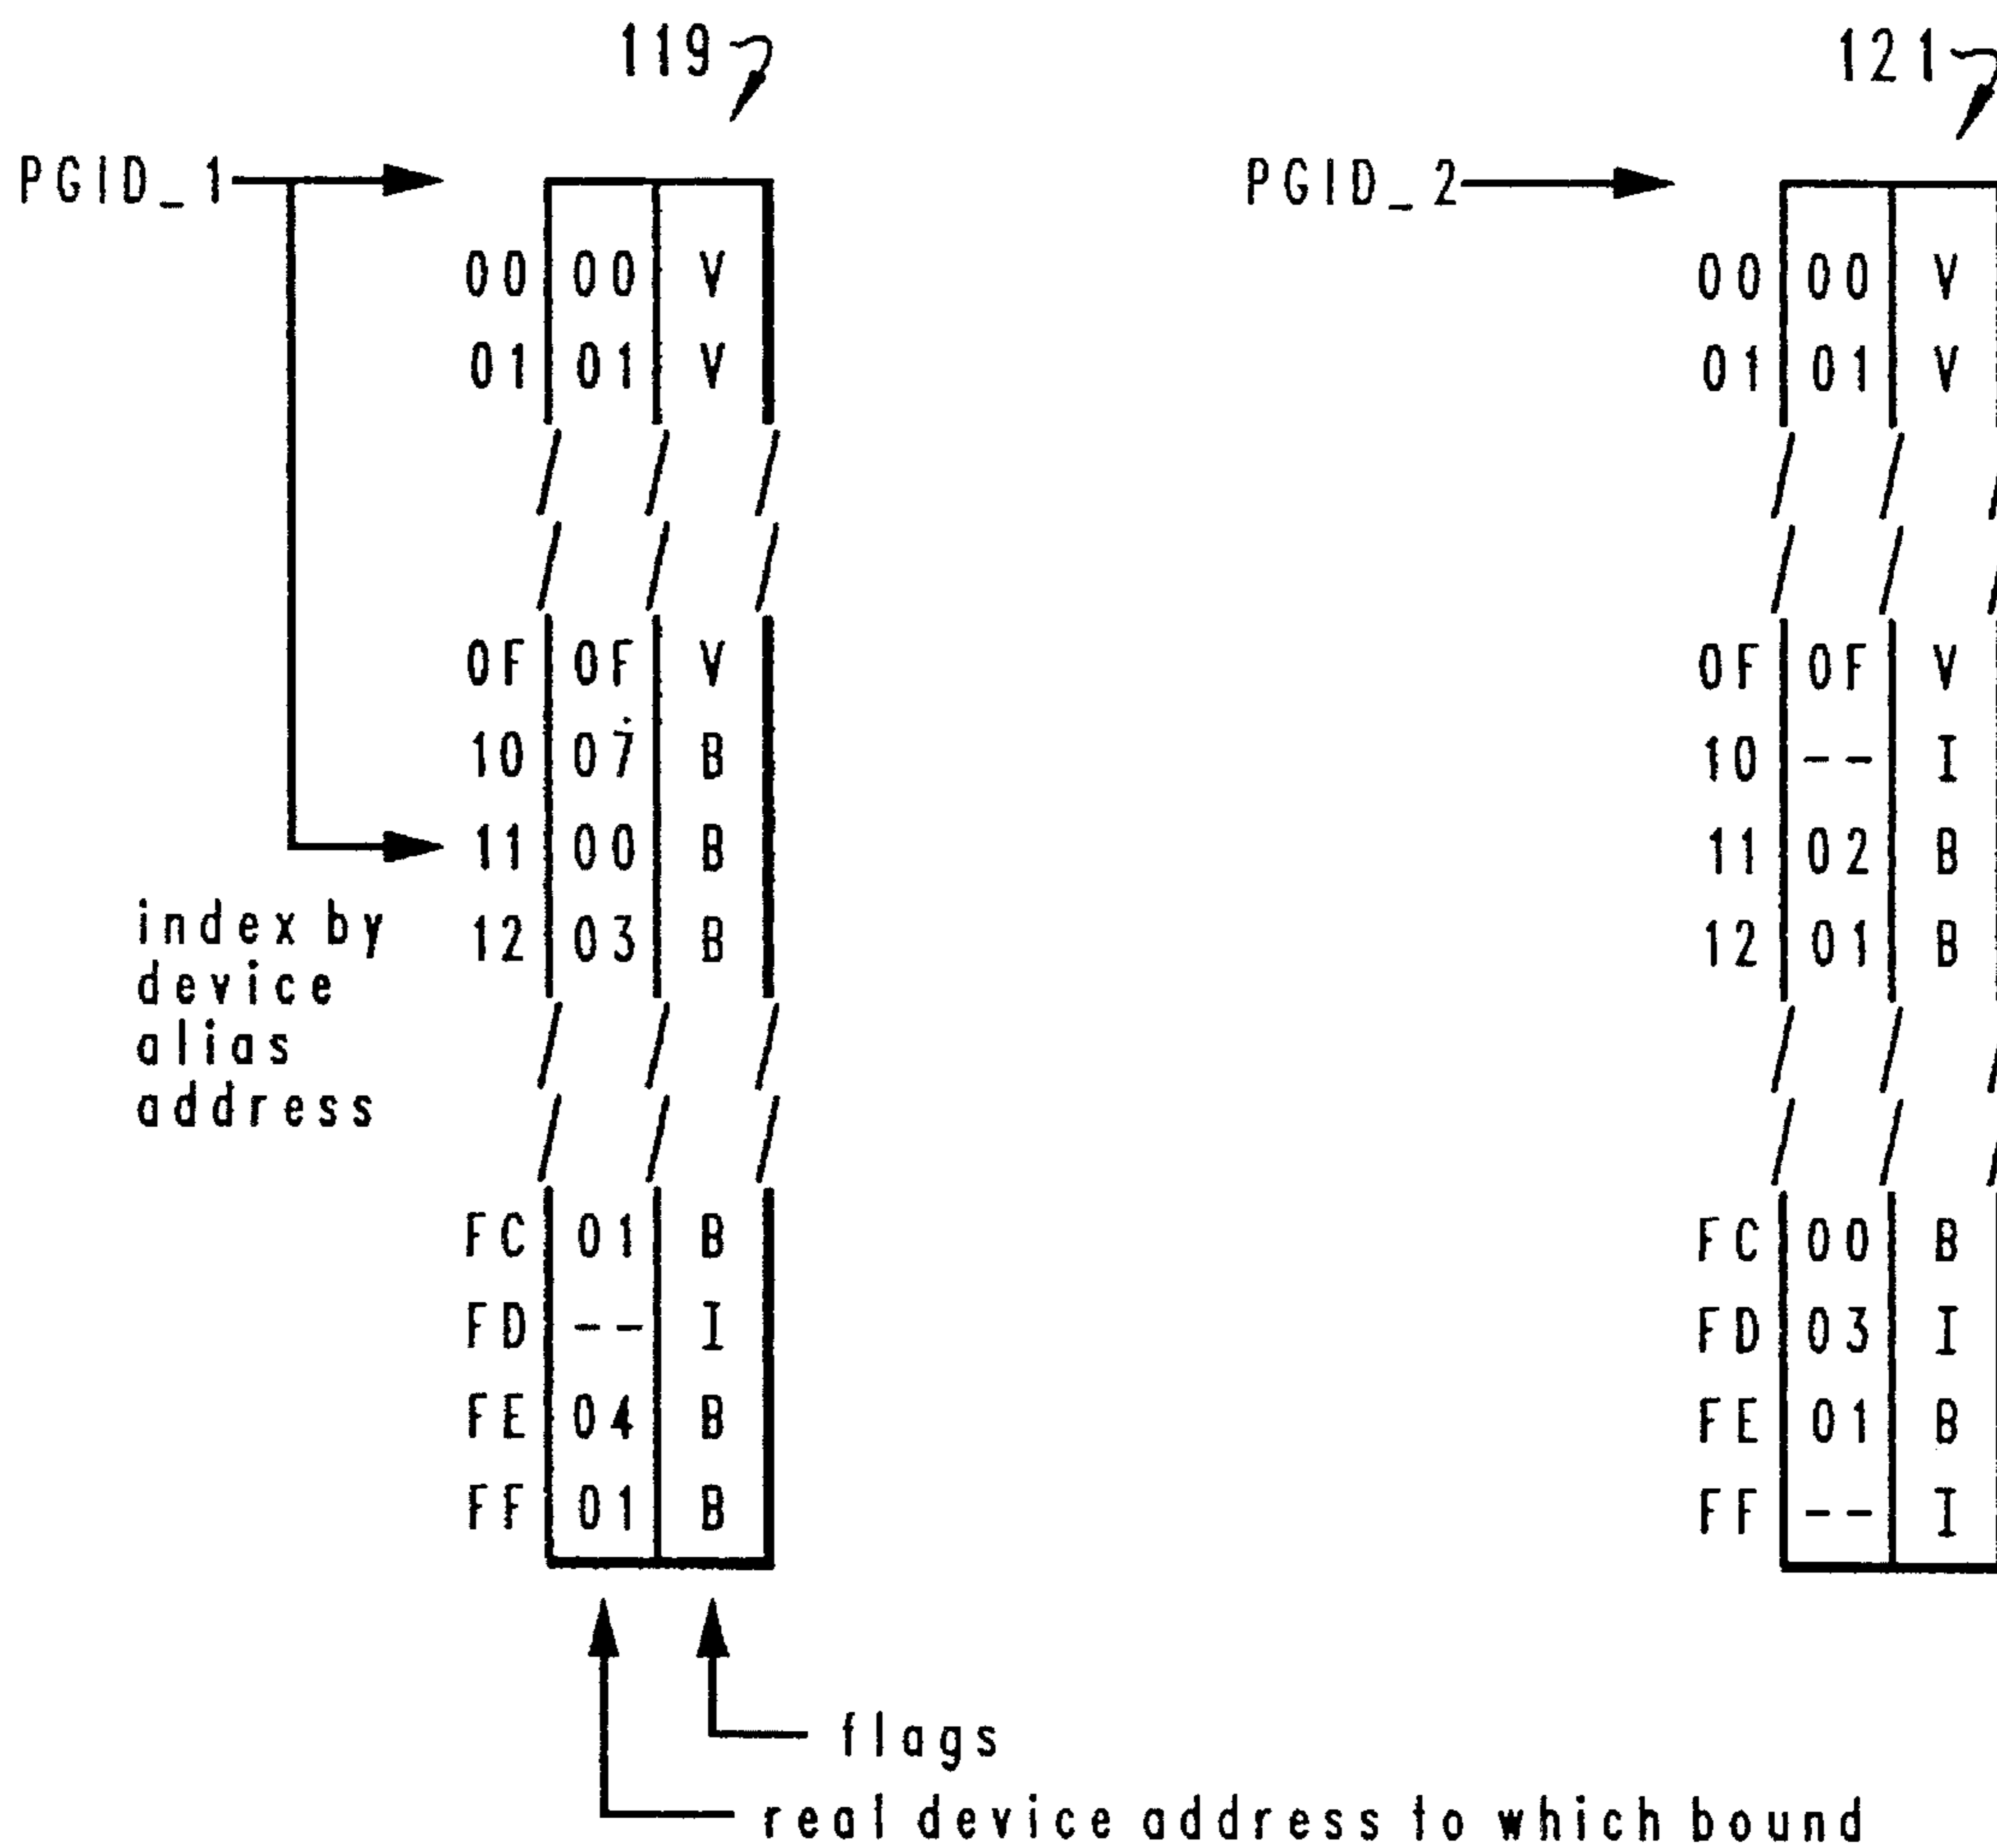 119 121
PGID_1 PGID_2
00 00 V 00 00 V
01 01 V 01 01 V
0F 0F V 0F 0F V
10 07 B 10 -- I
11 00 B 11 02 B
12 03 B 12 01 B
index by
device
alias
address
FC 01 B FC 00 B
FD -- I FD 03 I
FE 04 B FE 01 B
FF 01 B FF -- I
flags
real device address to which bound